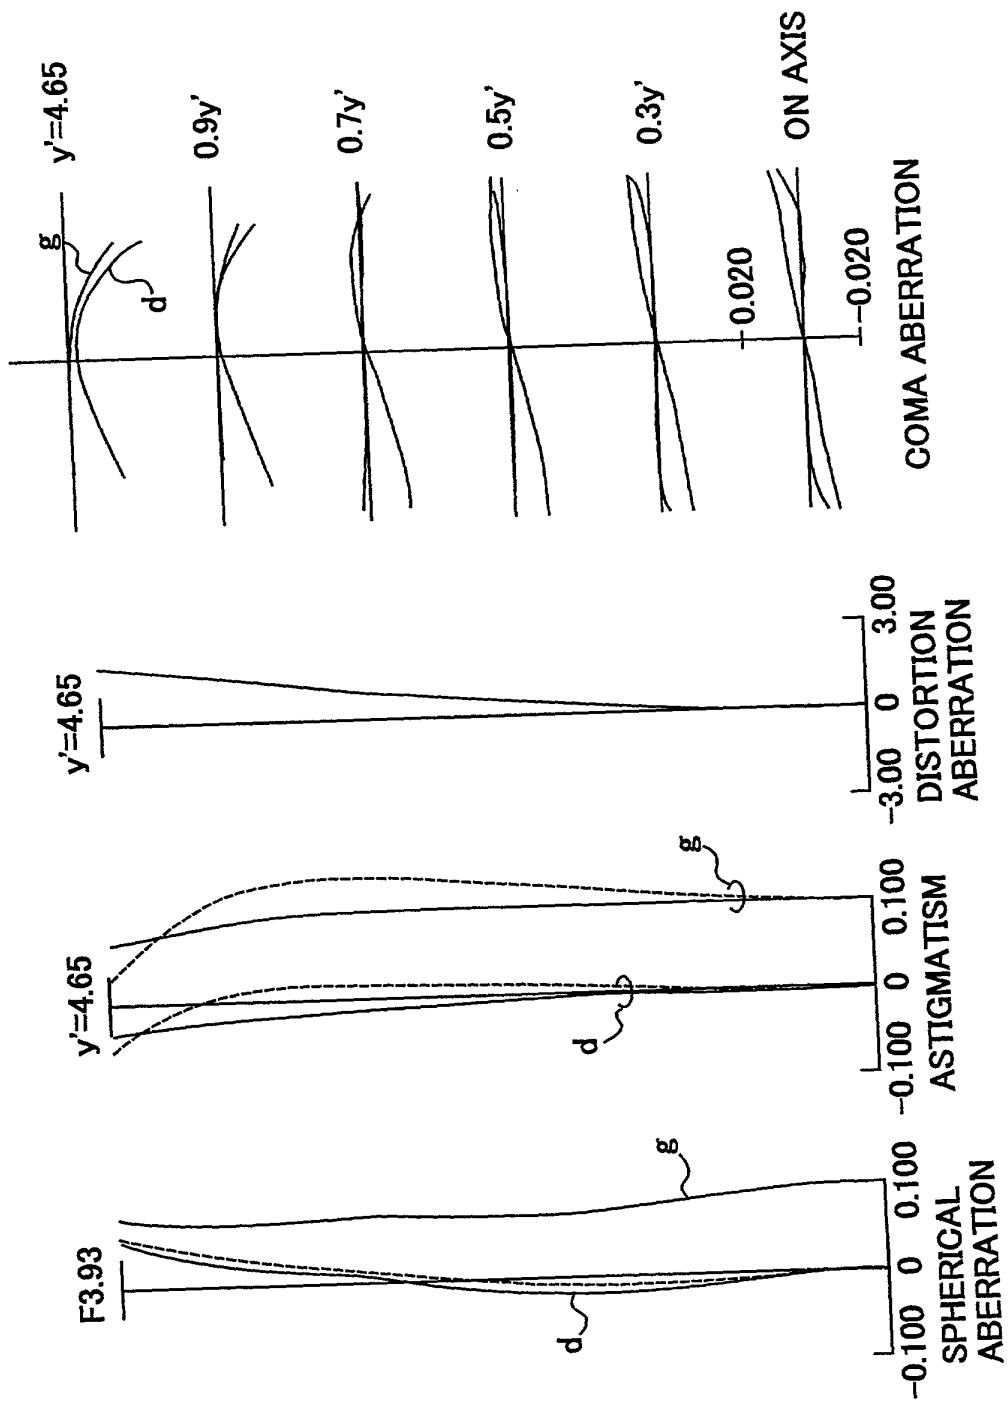 F3.93
d
g
−0.100
0
0.100
SPHERICAL
ABERRATION
y'=4.65
d
g
−0.100
0
0.100
ASTIGMATISM
y'=4.65
−3.00
0
3.00
DISTORTION
ABERRATION
y'=4.65
g
d
0.9y'
0.7y'
0.5y'
0.3y'
0.020
ON AXIS
−0.020
COMA ABERRATION